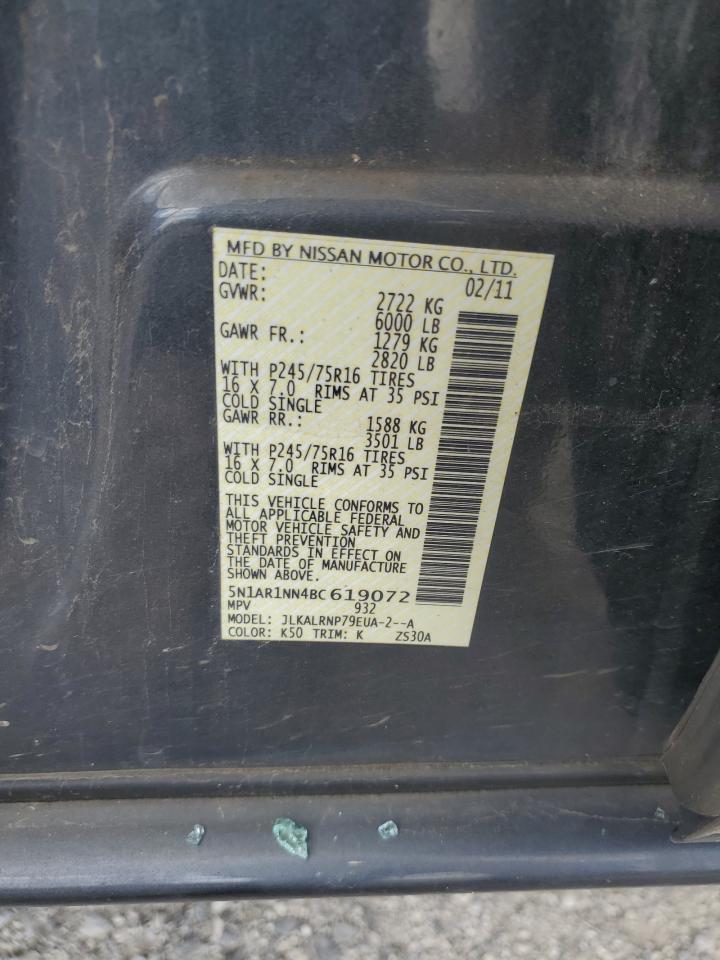 MFD BY NISSAN MOTOR CO., LTD.
DATE: 02/11
GVWR: 2722 KG
6000 LB
GAWR FR.: 1279 KG
2820 LB
WITH P245/75R16 TIRES
16 X 7.0 RIMS AT 35 PSI
COLD SINGLE
GAWR RR.: 1588 KG
3501 LB
WITH P245/75R16 TIRES
16 X 7.0 RIMS AT 35 PSI
COLD SINGLE
THIS VEHICLE CONFORMS TO
ALL APPLICABLE FEDERAL
MOTOR VEHICLE SAFETY AND
THEFT PREVENTION
STANDARDS IN EFFECT ON
THE DATE OF MANUFACTURE
SHOWN ABOVE.
5N1AR1NN4BC619072
MPV 932
MODEL: JLKALRNP79EUA-2--A
COLOR: K50 TRIM: K ZS30A